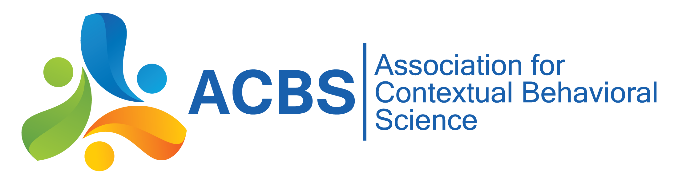 ACBS
Association for
Contextual Behavioral
Science